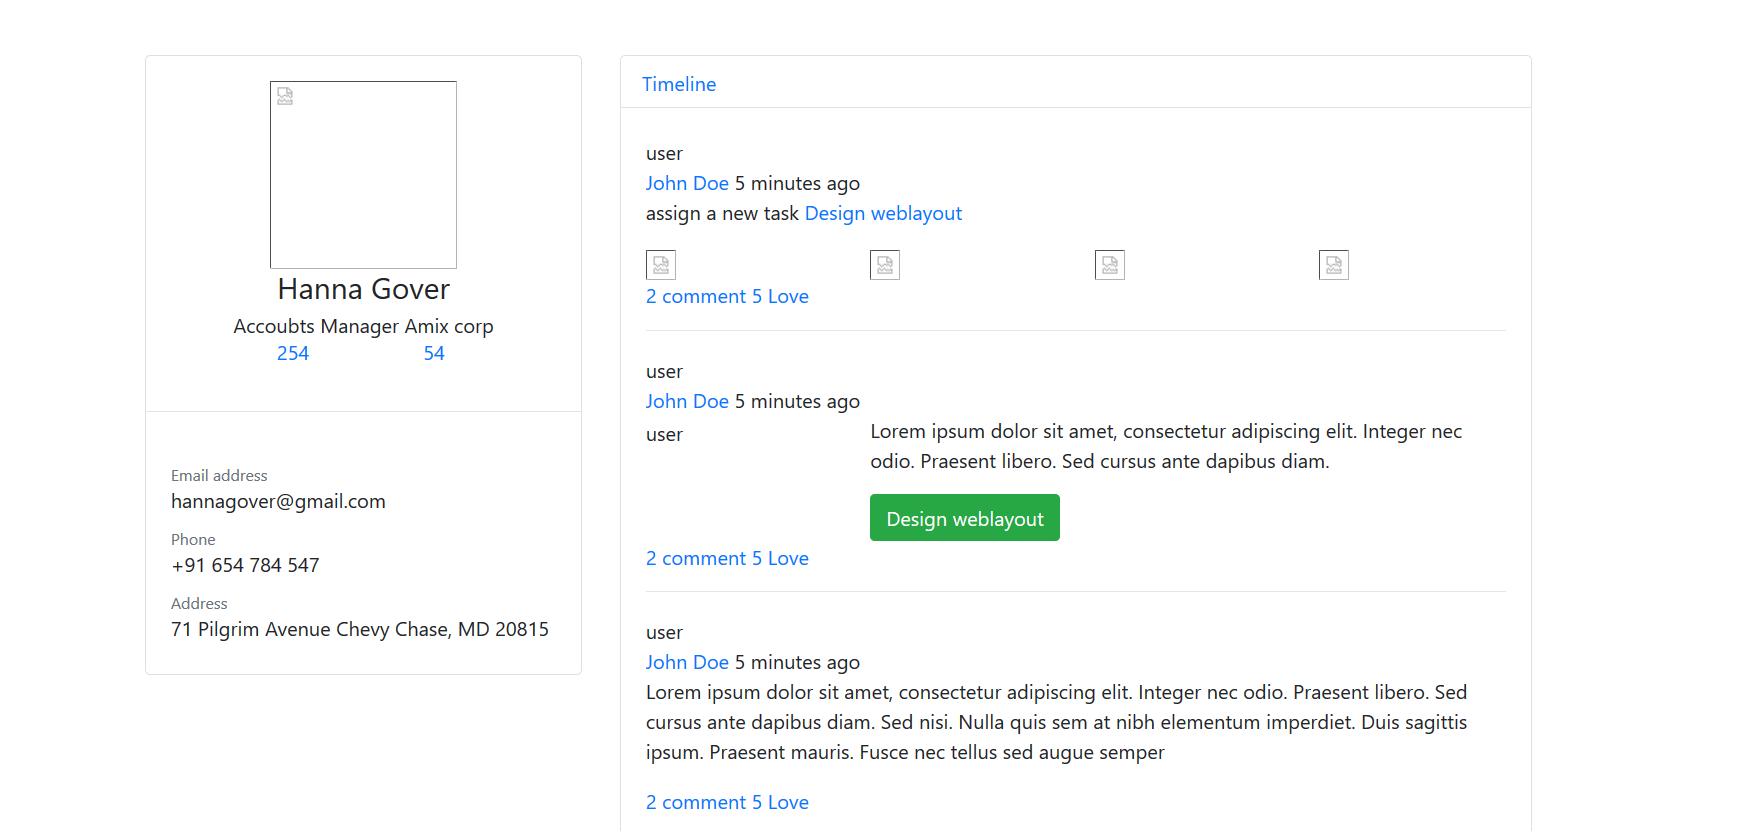 Hanna Gover
Accoubts Manager Amix corp
254 54
Email address
hannagover@gmail.com
Phone
+91 654 784 547
Address
71 Pilgrim Avenue Chevy Chase, MD 20815
Timeline
user
John Doe 5 minutes ago
assign a new task Design weblayout
2 comment 5 Love
user
John Doe 5 minutes ago
user
Lorem ipsum dolor sit amet, consectetur adipiscing elit. Integer nec
odio. Praesent libero. Sed cursus ante dapibus diam.
Design weblayout
2 comment 5 Love
user
John Doe 5 minutes ago
Lorem ipsum dolor sit amet, consectetur adipiscing elit. Integer nec odio. Praesent libero. Sed
cursus ante dapibus diam. Sed nisi. Nulla quis sem at nibh elementum imperdiet. Duis sagittis
ipsum. Praesent mauris. Fusce nec tellus sed augue semper
2 comment 5 Love